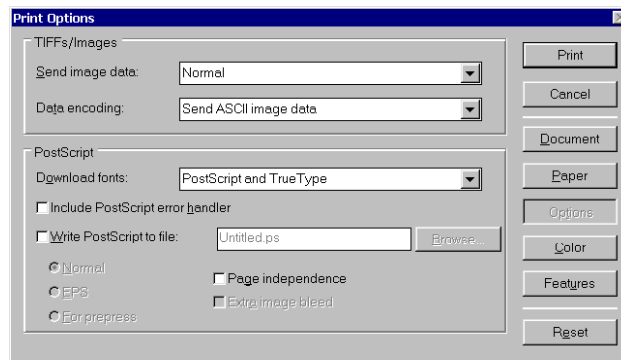 Print Options
TIFFs/Images
Send image data:
Normal
Data encoding:
Send ASCII image data
PostScript
Download fonts:
PostScript and TrueType
Include PostScript error handler
Write PostScript to file:
Untitled.ps
Browse...
Normal
EPS
For prepress
Page independence
Extra image bleed
Print
Cancel
Document
Paper
Options
Color
Features
Reset